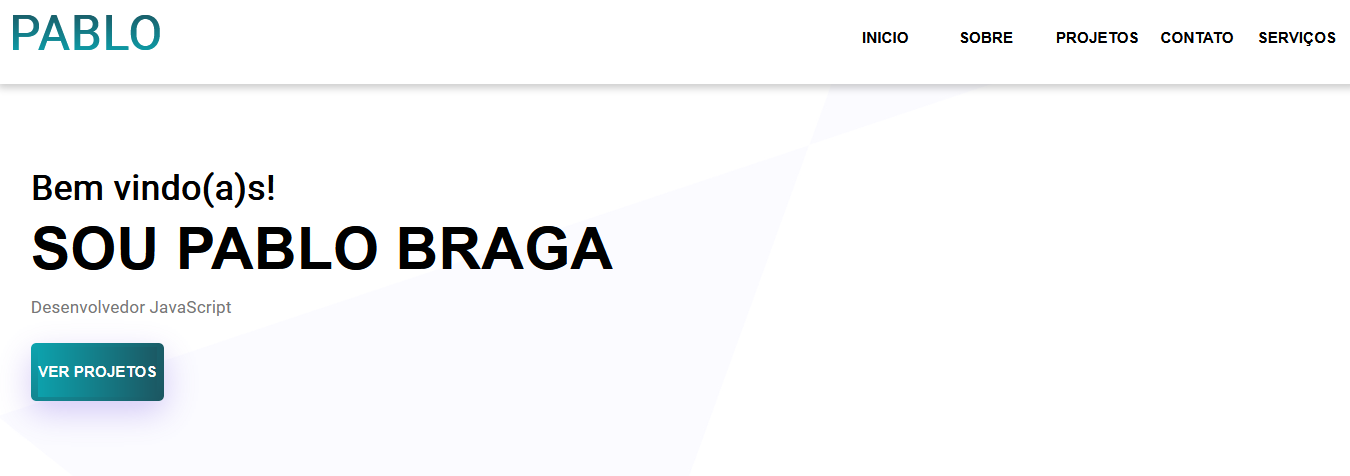 PABLO
INICIO SOBRE PROJETOS CONTATO SERVIÇOS
Bem vindo(a)s!
SOU PABLO BRAGA
Desenvolvedor JavaScript
VER PROJETOS